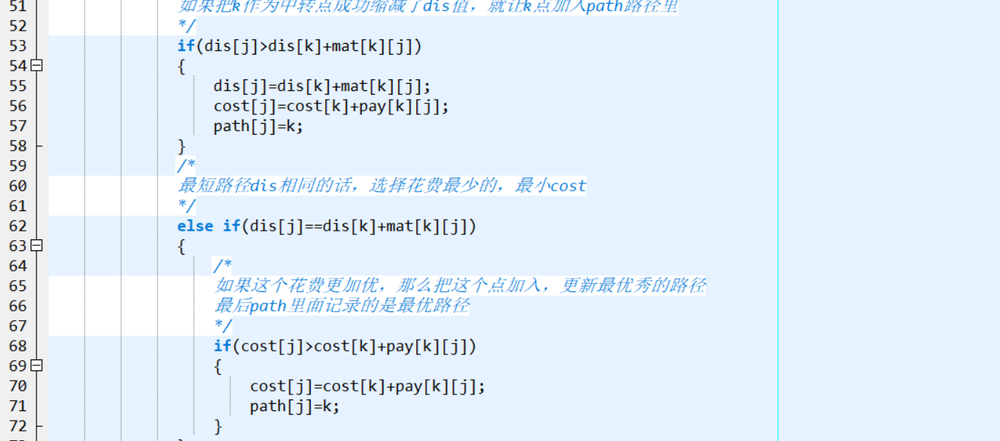 51 如果把k作为中转点成功缩减了dis值，就让k点加入path路径里
52 */
53 if(dis[j]>dis[k]+mat[k][j])
54 {
55 dis[j]=dis[k]+mat[k][j];
56 cost[j]=cost[k]+pay[k][j];
57 path[j]=k;
58 }
59 /*
60 最短路径dis相同的话，选择花费最少的，最小cost
61 */
62 else if(dis[j]==dis[k]+mat[k][j])
63 {
64 /*
65 如果这个花费更加优，那么把这个点加入，更新最优秀的路径
66 最后path里面记录的是最优路径
67 */
68 if(cost[j]>cost[k]+pay[k][j])
69 {
70 cost[j]=cost[k]+pay[k][j];
71 path[j]=k;
72 }